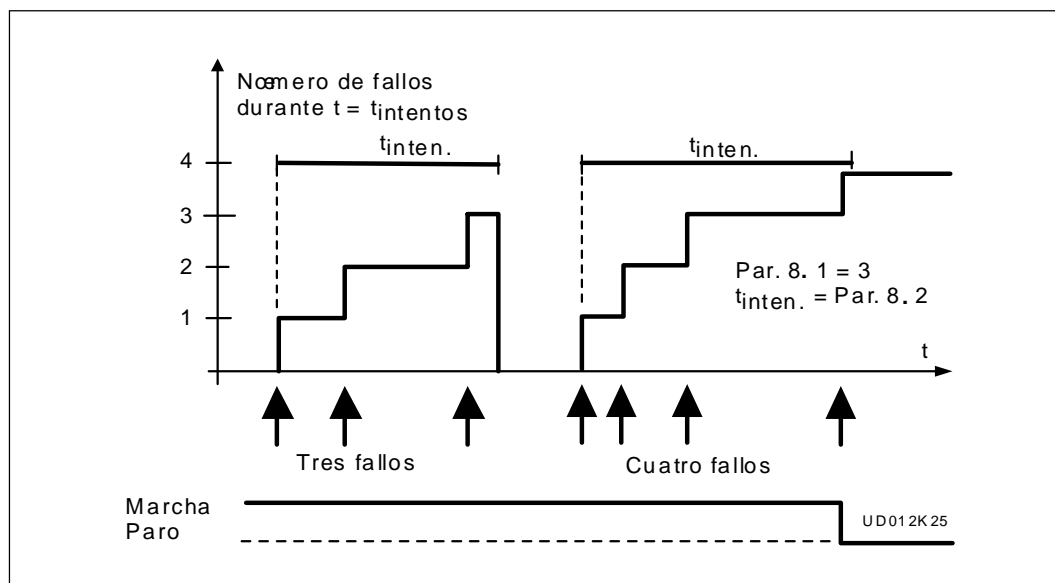 Nœmero de fallos
durante t = tintentos
tinten.
tinten.
4
3
2
1
Par. 8. 1 = 3
tinten. = Par. 8. 2
t
Tres fallos
Cuatro fallos
Marcha
Paro
UD012K25